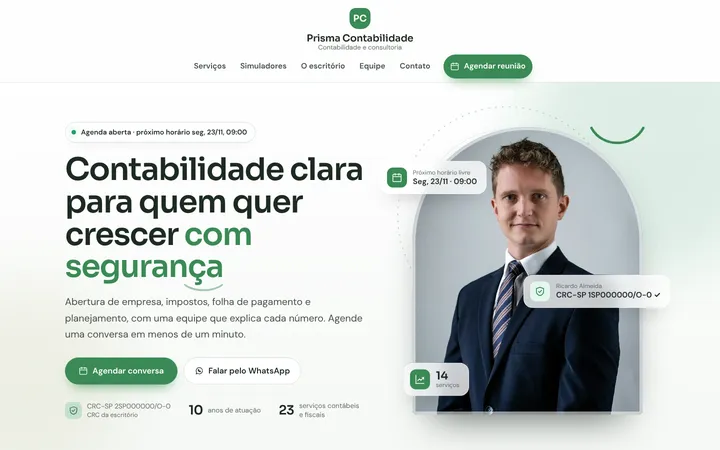 PC
Prisma Contabilidade
Contabilidade e consultoria
Serviços
Simuladores
O escritório
Equipe
Contato
Agendar reunião
Agenda aberta · próximo horário seg, 23/11, 09:00
Contabilidade clara
para quem quer
crescer com
segurança
Abertura de empresa, impostos, folha de pagamento e
planejamento, com uma equipe que explica cada número. Agende
uma conversa em menos de um minuto.
Agendar conversa
Falar pelo WhatsApp
CRC-SP 2SP000000/O-0
CRC do escritório
10 anos de atuação
23 serviços contábeis
e fiscais
Próximo horário livre
Seg, 23/11 · 09:00
Ricardo Almeida
CRC-SP 1SP000000/O-0 ✓
14
serviços